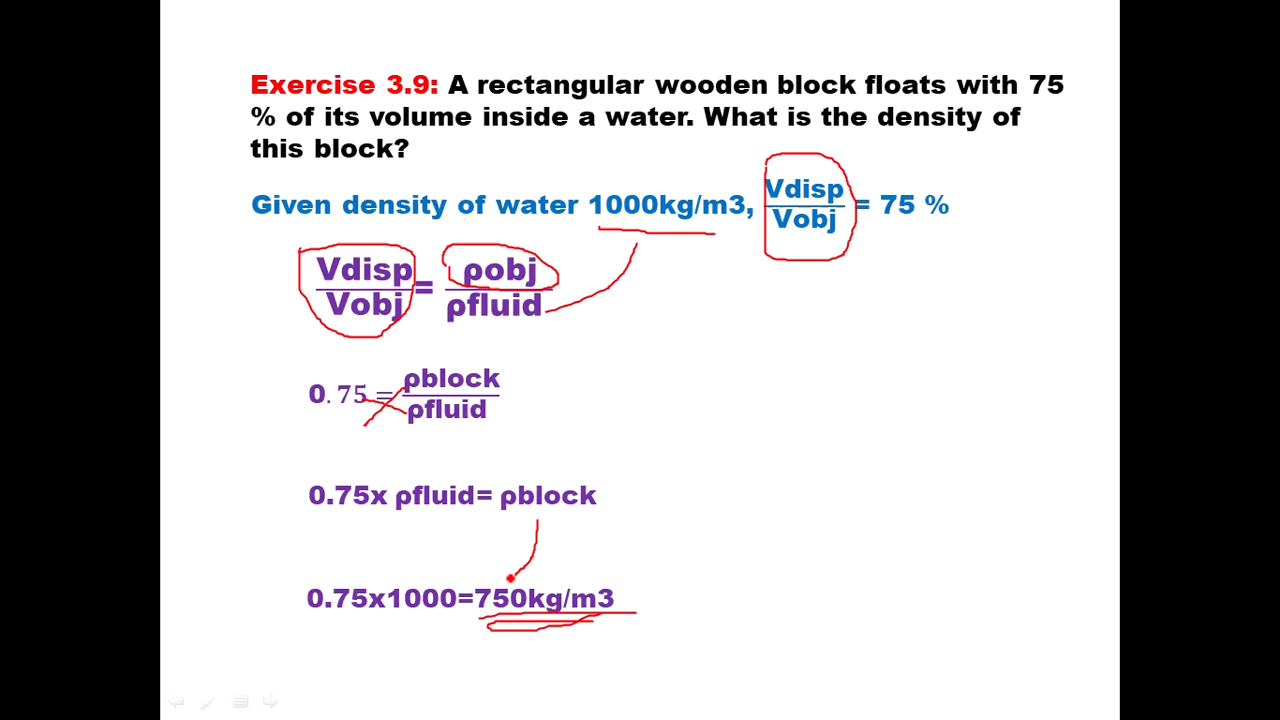 Exercise 3.9: A rectangular wooden block floats with 75
% of its volume inside a water. What is the density of
this block?
Given density of water 1000kg/m3, Vdisp/Vobj = 75 %
Vdisp/Vobj = ρobj/ρfluid
0.75 = ρblock/ρfluid
0.75x ρfluid= ρblock
0.75x1000=750kg/m3